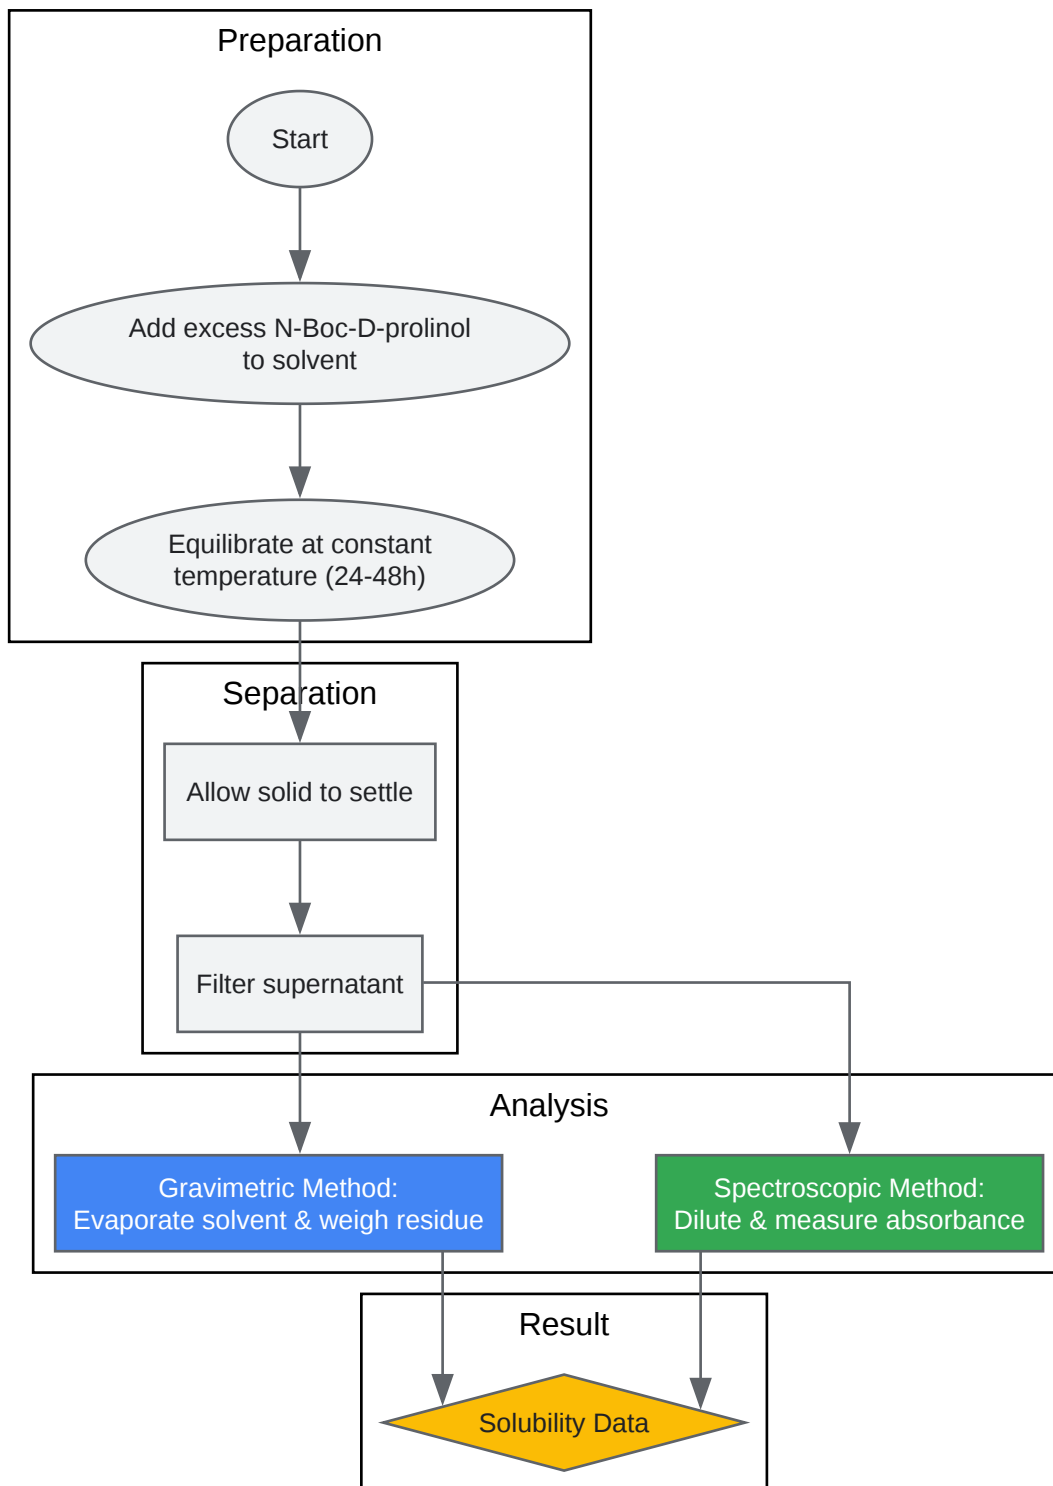 Preparation
Start
Add excess N-Boc-D-prolinol
to solvent
Equilibrate at constant
temperature (24-48h)
Separation
Allow solid to settle
Filter supernatant
Analysis
Gravimetric Method:
Evaporate solvent & weigh residue
Spectroscopic Method:
Dilute & measure absorbance
Result
Solubility Data